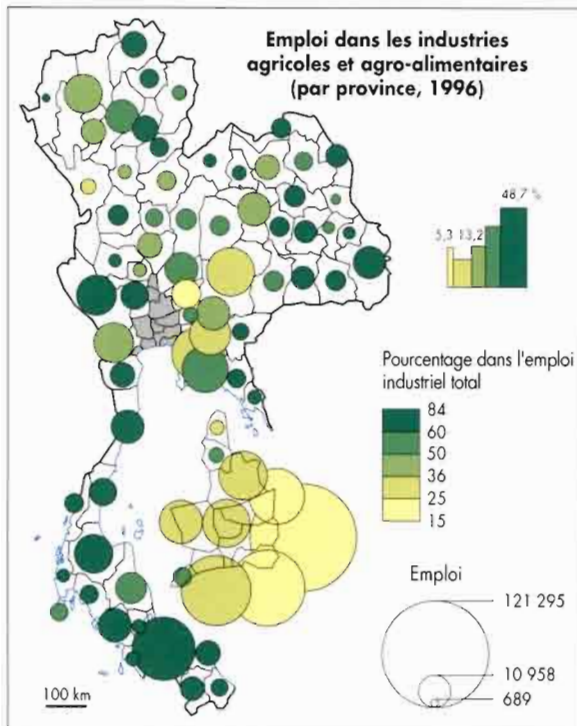 Emploi dans les industries
agricoles et agro-alimentaires
(par province, 1996)
48,7 %
5,3 13,2
Pourcentage dans l'emploi
industriel total
84
60
50
36
25
15
Emploi
121 295
10 958
689
100 km